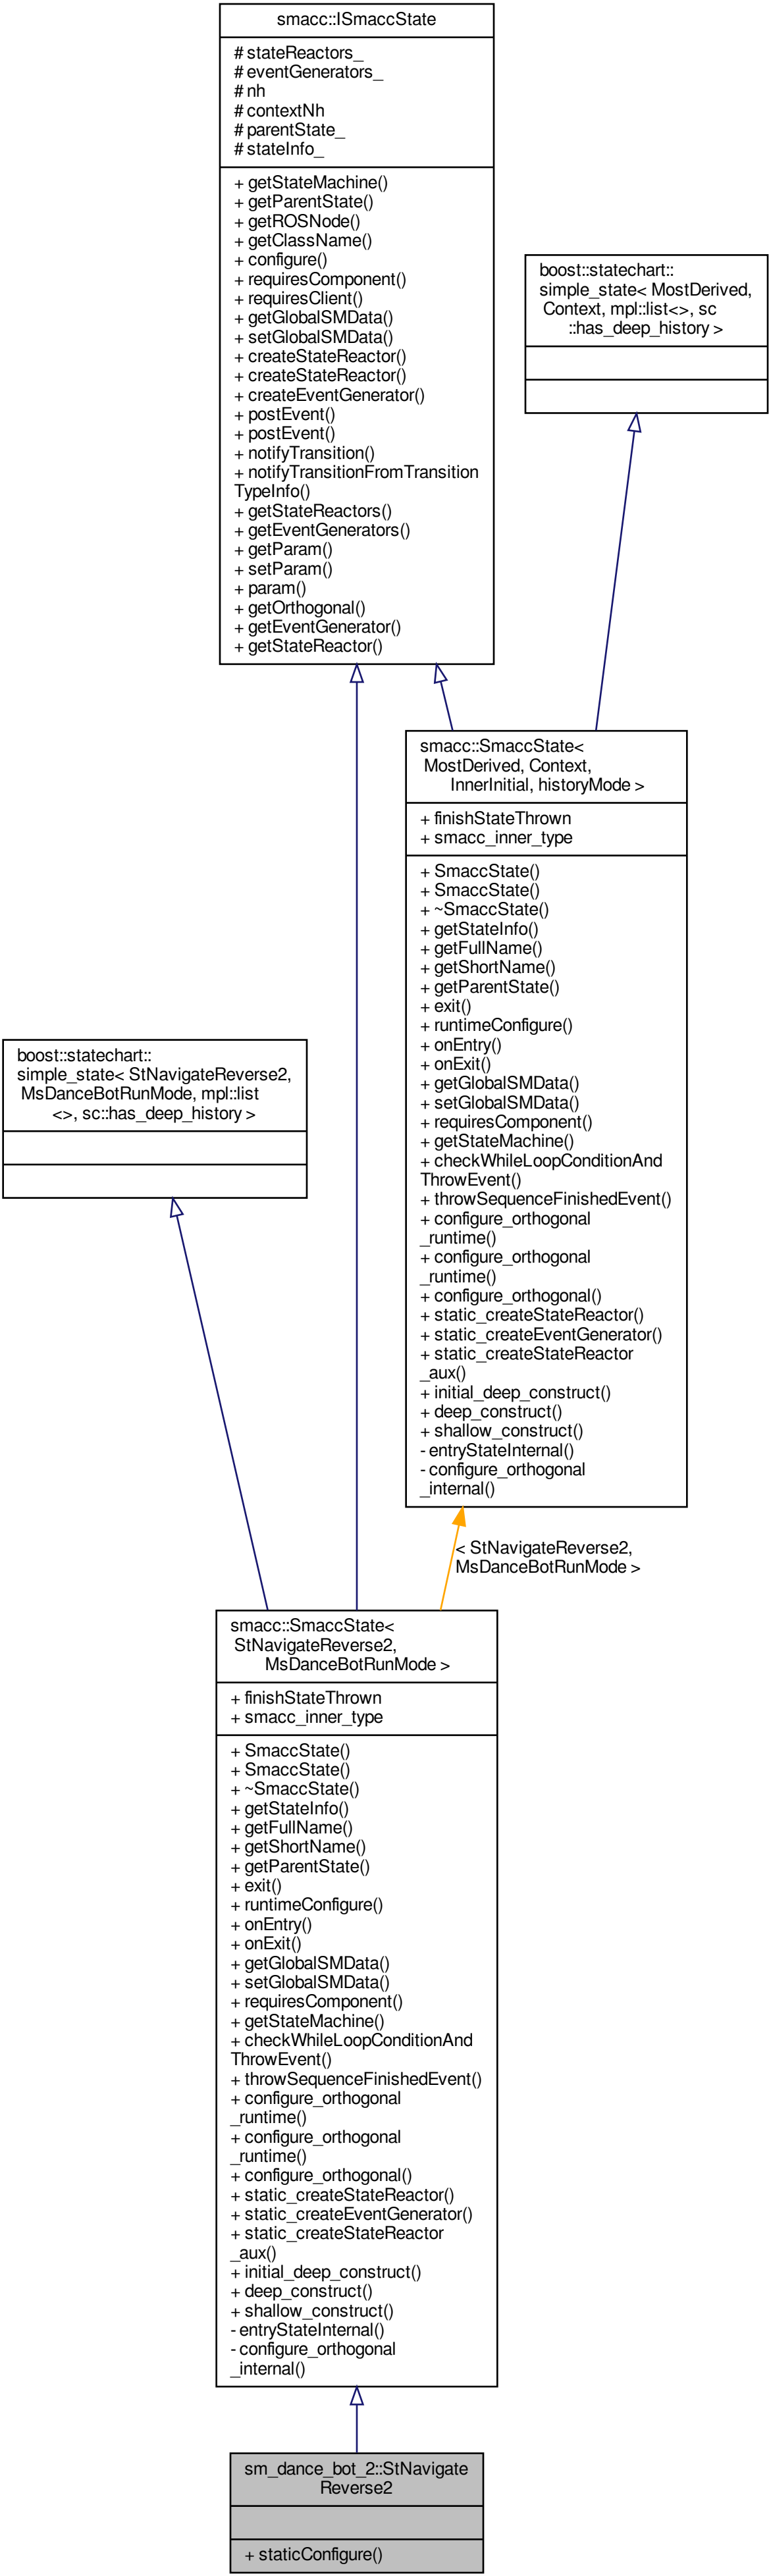 smacc::ISmaccState
# stateReactors_
# eventGenerators_
# nh
# contextNh
# parentState_
# stateInfo_
+ getStateMachine()
+ getParentState()
+ getROSNode()
+ getClassName()
+ configure()
+ requiresComponent()
+ requiresClient()
+ getGlobalSMData()
+ setGlobalSMData()
+ createStateReactor()
+ createStateReactor()
+ createEventGenerator()
+ postEvent()
+ postEvent()
+ notifyTransition()
+ notifyTransitionFromTransition
TypeInfo()
+ getStateReactors()
+ getEventGenerators()
+ getParam()
+ setParam()
+ param()
+ getOrthogonal()
+ getEventGenerator()
+ getStateReactor()
boost::statechart::
simple_state< MostDerived,
Context, mpl::list<>, sc
::has_deep_history >
smacc::SmaccState<
MostDerived, Context,
InnerInitial, historyMode >
+ finishStateThrown
+ smacc_inner_type
+ SmaccState()
+ SmaccState()
+ ~SmaccState()
+ getStateInfo()
+ getFullName()
+ getShortName()
+ getParentState()
+ exit()
+ runtimeConfigure()
+ onEntry()
+ onExit()
+ getGlobalSMData()
+ setGlobalSMData()
+ requiresComponent()
+ getStateMachine()
+ checkWhileLoopConditionAnd
ThrowEvent()
+ throwSequenceFinishedEvent()
+ configure_orthogonal
_runtime()
+ configure_orthogonal
_runtime()
+ configure_orthogonal()
+ static_createStateReactor()
+ static_createEventGenerator()
+ static_createStateReactor
_aux()
+ initial_deep_construct()
+ deep_construct()
+ shallow_construct()
- entryStateInternal()
- configure_orthogonal
_internal()
boost::statechart::
simple_state< StNavigateReverse2,
MsDanceBotRunMode, mpl::list
<>, sc::has_deep_history >
< StNavigateReverse2,
MsDanceBotRunMode >
smacc::SmaccState<
StNavigateReverse2,
MsDanceBotRunMode >
+ finishStateThrown
+ smacc_inner_type
+ SmaccState()
+ SmaccState()
+ ~SmaccState()
+ getStateInfo()
+ getFullName()
+ getShortName()
+ getParentState()
+ exit()
+ runtimeConfigure()
+ onEntry()
+ onExit()
+ getGlobalSMData()
+ setGlobalSMData()
+ requiresComponent()
+ getStateMachine()
+ checkWhileLoopConditionAnd
ThrowEvent()
+ throwSequenceFinishedEvent()
+ configure_orthogonal
_runtime()
+ configure_orthogonal
_runtime()
+ configure_orthogonal()
+ static_createStateReactor()
+ static_createEventGenerator()
+ static_createStateReactor
_aux()
+ initial_deep_construct()
+ deep_construct()
+ shallow_construct()
- entryStateInternal()
- configure_orthogonal
_internal()
sm_dance_bot_2::StNavigate
Reverse2
+ staticConfigure()